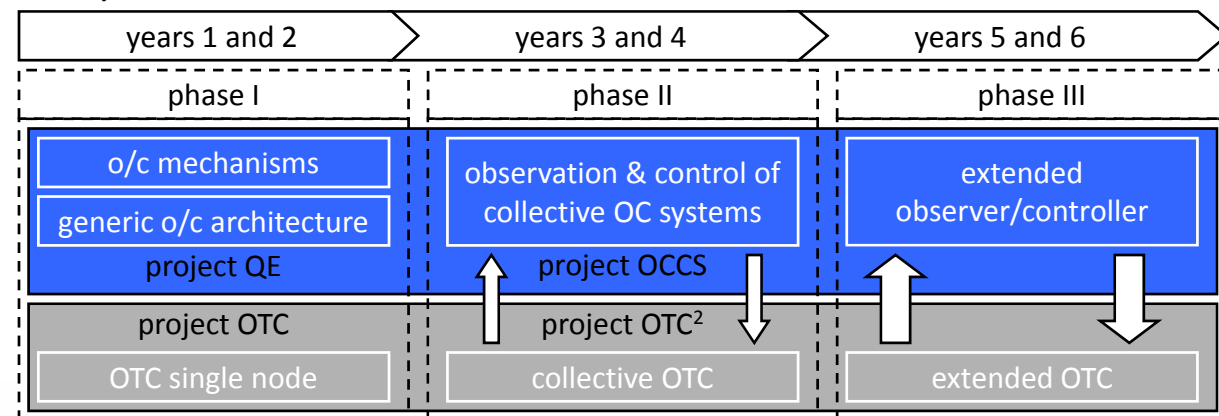 years 1 and 2
years 3 and 4
years 5 and 6
phase I
phase II
phase III
o/c mechanisms
generic o/c architecture
project QE
observation & control of
collective OC systems
project OCCS
extended
observer/controller
project OTC
OTC single node
project OTC²
collective OTC
extended OTC